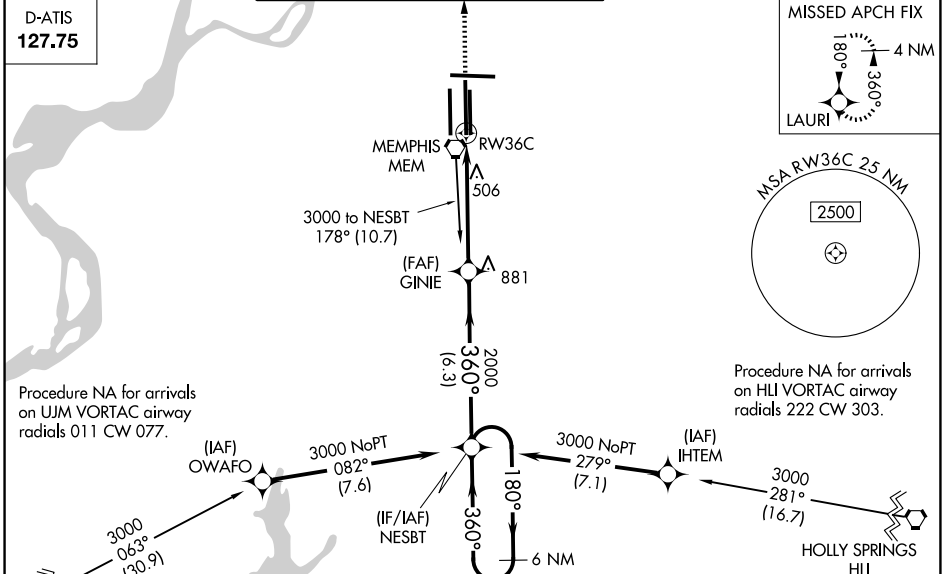 D-ATIS
127.75
MISSED APCH FIX
180°
360°
4 NM
LAURI
MEMPHIS
MEM
RW36C
506
3000 to NESBT
178° (10.7)
(FAF)
GINIE
881
MSA RW36C 25 NM
2500
2000
360°
(6.3)
Procedure NA for arrivals
on UJM VORTAC airway
radials 011 CW 077.
Procedure NA for arrivals
on HLI VORTAC airway
radials 222 CW 303.
(IAF)
OWAFO
3000 NoPT
082°
(7.6)
3000 NoPT
279°
(7.1)
(IAF)
IHTEM
3000
281°
(16.7)
(IF/IAF)
NESBT
360°
180°
6 NM
3000
063°
(30.9)
HOLLY SPRINGS
HLI